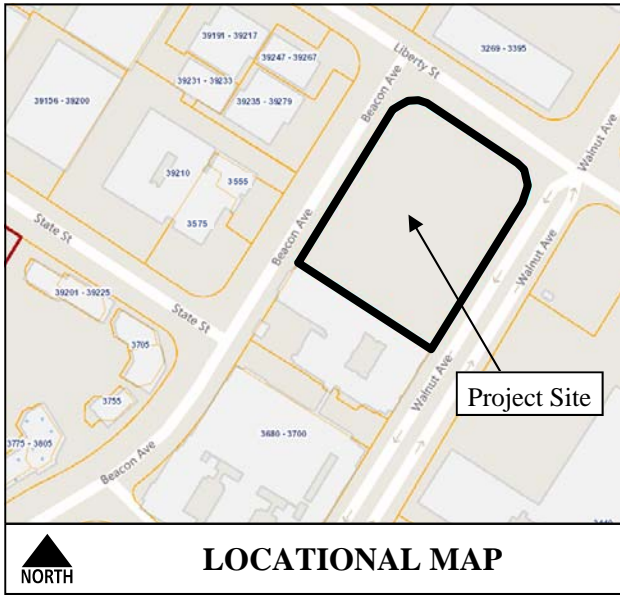 39191 - 39217
39247 - 39267
Liberty St
3269 - 3395
39231 - 39233
Beacon Ave
39156 - 39200
39235 - 39279
Walnut Ave
39210
3555
3575
State St
Beacon Ave
Walnut Ave
39201 - 39225
State St
3705
Project Site
3755
Walnut Ave
3775 - 3805
3680 - 3700
Beacon Ave
NORTH
LOCATIONAL MAP